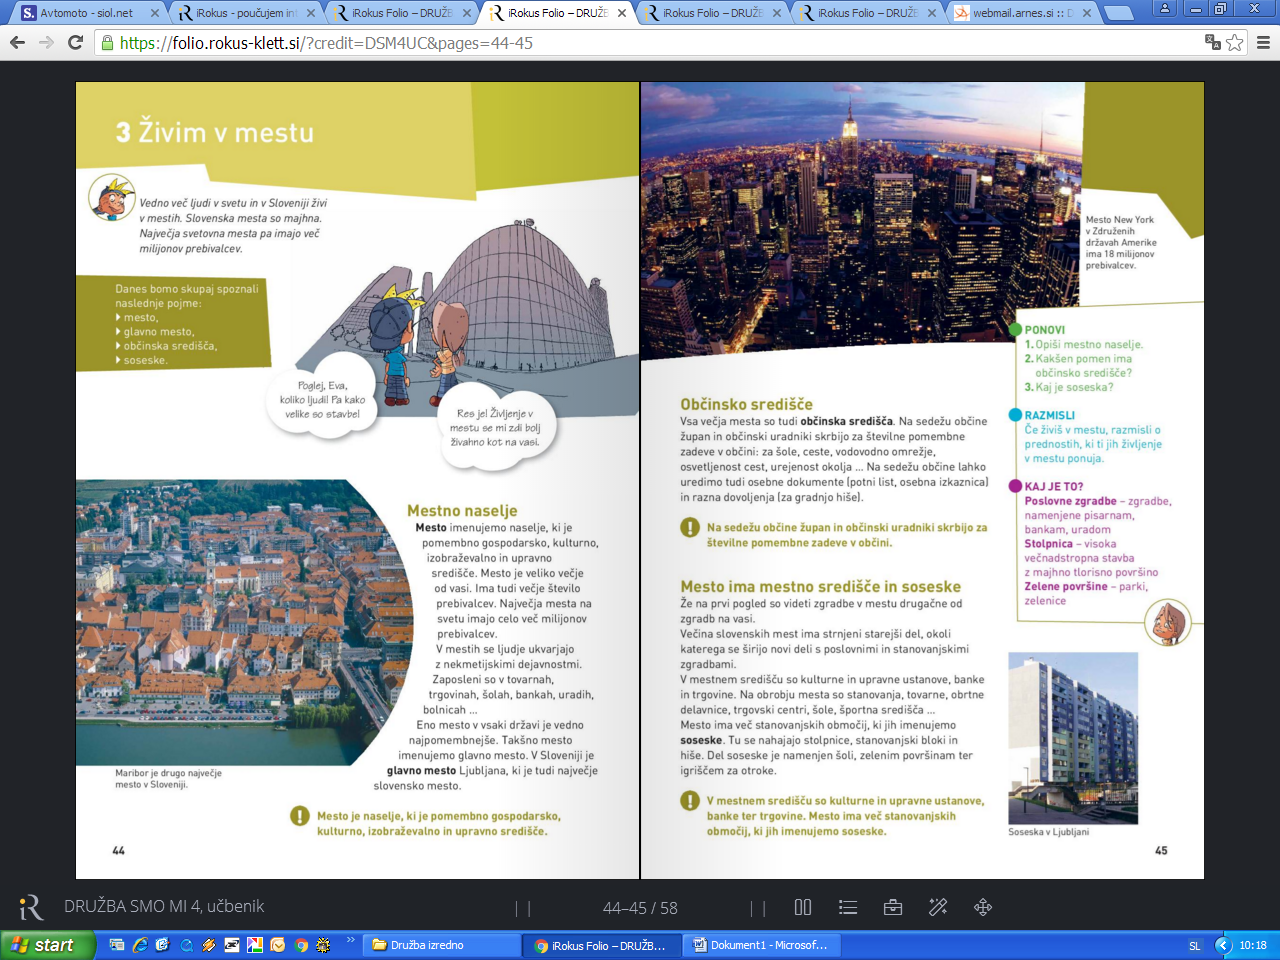 Avtomoto - siol.net
iRokus - poučujem int
iRokus Folio – DRUŽB
iRokus Folio – DRUŽB
iRokus Folio – DRUŽB
iRokus Folio – DRUŽB
webmail.arnes.si :: D
https://folio.rokus-klett.si/?credit=DSM4UC&pages=44-45
3 Živim v mestu
Vedno več ljudi v svetu in v Sloveniji živi
v mestih. Slovenska mesta so majhna.
Največja svetovna mesta pa imajo več
milijonov prebivalcev.
Danes bomo skupaj spoznali
naslednje pojme:
mesto,
glavno mesto,
občinska središča,
soseske.
Poglej, Eva,
koliko ljudi! Pa kako
velike so stavbe!
Res je! Življenje v
mestu se mi zdi bolj
živahno kot na vasi.
Mestno naselje
Mesto imenujemo naselje, ki je
pomembno gospodarsko, kulturno,
izobraževalno in upravno
središče. Mesto je veliko večje
od vasi. Ima tudi večje število
prebivalcev. Največja mesta na
svetu imajo celo več milijonov
prebivalcev.
V mestih se ljudje ukvarjajo
z nekmetijskimi dejavnostmi.
Zaposleni so v tovarnah,
trgovinah, šolah, bankah, uradih,
bolnicah ...
Eno mesto v vsaki državi je vedno
najpomembnejše. Takšno mesto
imenujemo glavno mesto. V Sloveniji je
glavno mesto Ljubljana, ki je tudi največje
slovensko mesto.
Maribor je drugo največje
mesto v Sloveniji.
! Mesto je naselje, ki je pomembno gospodarsko,
kulturno, izobraževalno in upravno središče.
44
Mesto New York
v Združenih
državah Amerike
ima 18 milijonov
prebivalcev.
Občinsko središče
Vsa večja mesta so tudi občinska središča. Na sedežu občine
župan in občinski uradniki skrbijo za številne pomembne
zadeve v občini: za šole, ceste, vodovodno omrežje,
osvetljenost cest, urejenost okolja ... Na sedežu občine lahko
uredimo tudi osebne dokumente (potni list, osebna izkaznica)
in razna dovoljenja (za gradnjo hiše).
! Na sedežu občine župan in občinski uradniki skrbijo za
številne pomembne zadeve v občini.
Mesto ima mestno središče in soseske
Že na prvi pogled so videti zgradbe v mestu drugačne od
zgradb na vasi.
Večina slovenskih mest ima strnjeni starejši del, okoli
katerega se širijo novi deli s poslovnimi in stanovanjskimi
zgradbami.
V mestnem središču so kulturne in upravne ustanove, banke
in trgovine. Na obrobju mesta so stanovanja, tovarne, obrtne
delavnice, trgovski centri, šole, športna središča ...
Mesto ima več stanovanjskih območij, ki jih imenujemo
soseske. Tu se nahajajo stolpnice, stanovanjski bloki in
hiše. Del soseske je namenjen šoli, zelenim površinam ter
igriščem za otroke.
! V mestnem središču so kulturne in upravne ustanove,
banke ter trgovine. Mesto ima več stanovanjskih
območij, ki jih imenujemo soseske.
PONOVI
1. Opiši mestno naselje.
2. Kakšen pomen ima
občinsko središče?
3. Kaj je soseska?
RAZMISLI
Če živiš v mestu, razmisli o
prednostih, ki ti jih življenje
v mestu ponuja.
KAJ JE TO?
Poslovne zgradbe – zgradbe,
namenjene pisarnam,
bankam, uradom
Stolpnica – visoka
večnadstropna stavba
z majhno tlorisno površino
Zelene površine – parki,
zelenice
Soseska v Ljubljani
45
iR
DRUŽBA SMO MI 4, učbenik
44–45 / 58
start
Družba izredno
iRokus Folio – DRUŽB...
Dokument1 - Microsof...
SL
10:18